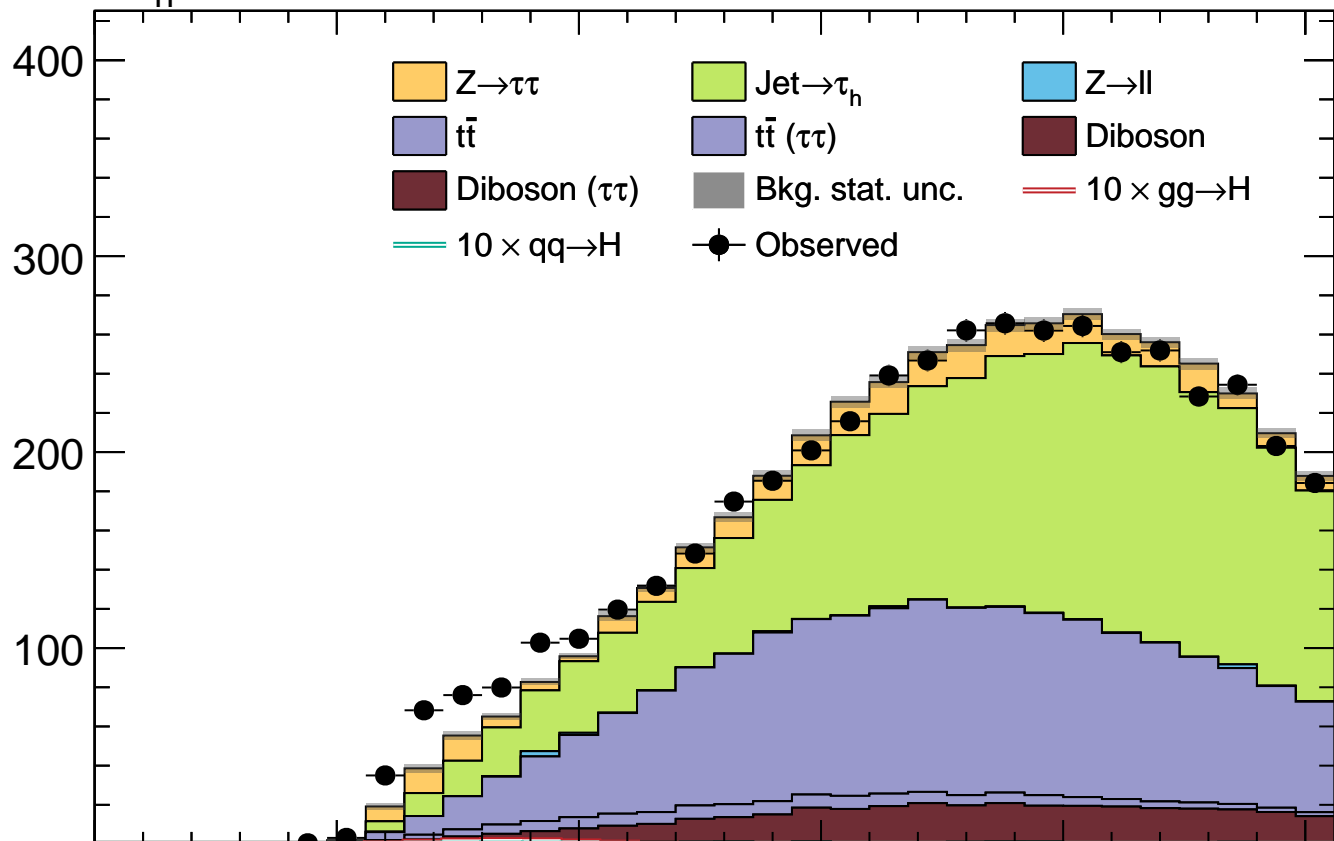 H
400
Z→ττ Jet→τh Z→ll
tt̄ tt̄ (ττ) Diboson
Diboson (ττ) Bkg. stat. unc. 10 × gg→H
10 × qq→H Observed
300
200
100